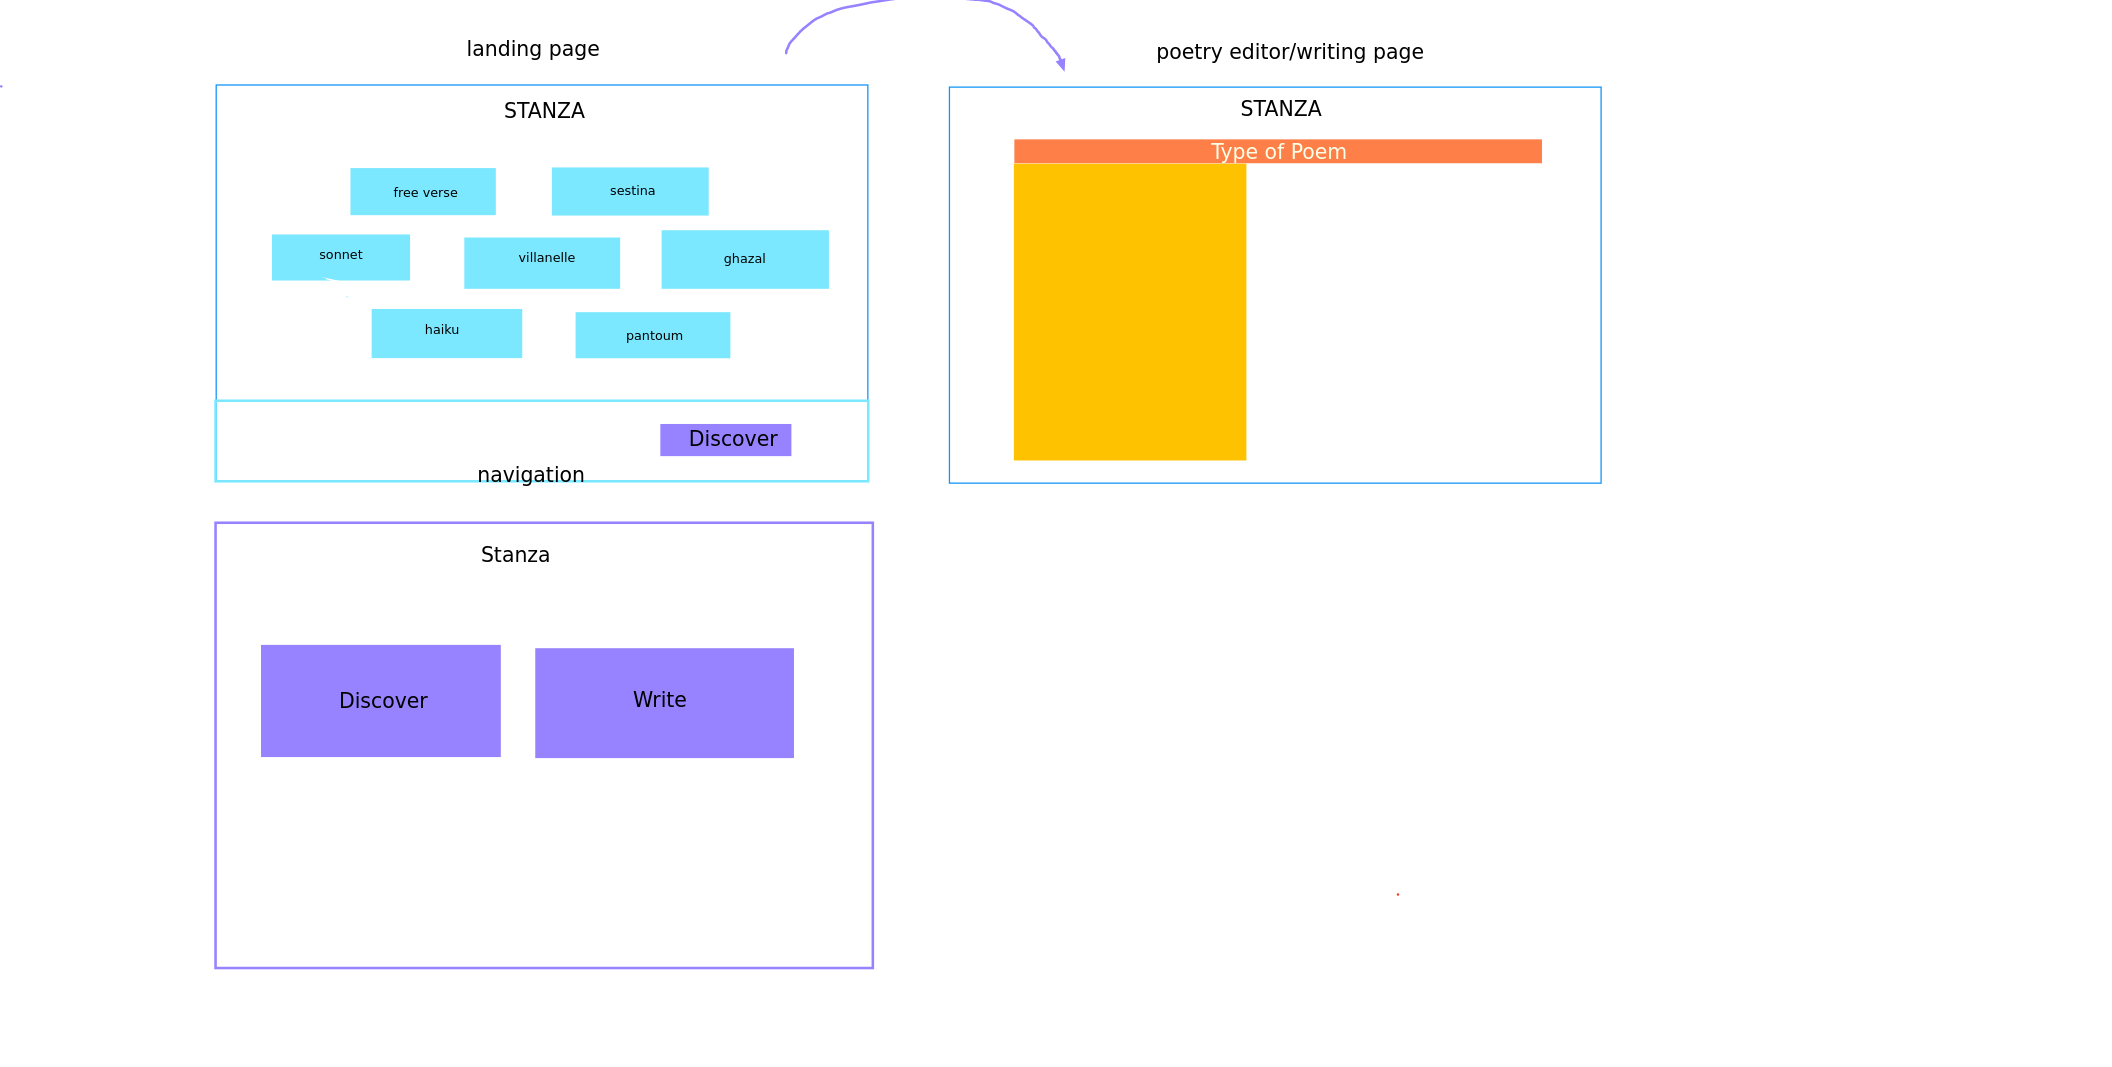 landing page
STANZA
free verse
sestina
sonnet
villanelle
ghazal
haiku
pantoum
Discover
navigation
poetry editor/writing page
STANZA
Type of Poem
Stanza
Discover
Write